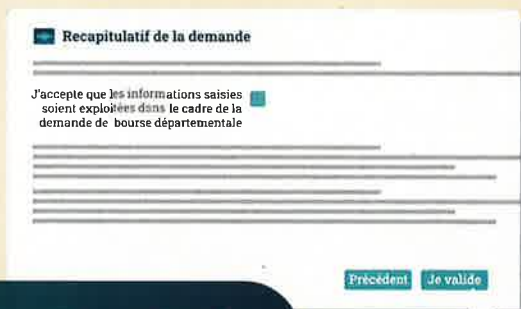 Recapitulatif de la demande
J'accepte que les informations saisies
soient exploitées dans le cadre de la
demande de bourse départementale
Précédent
Je valide